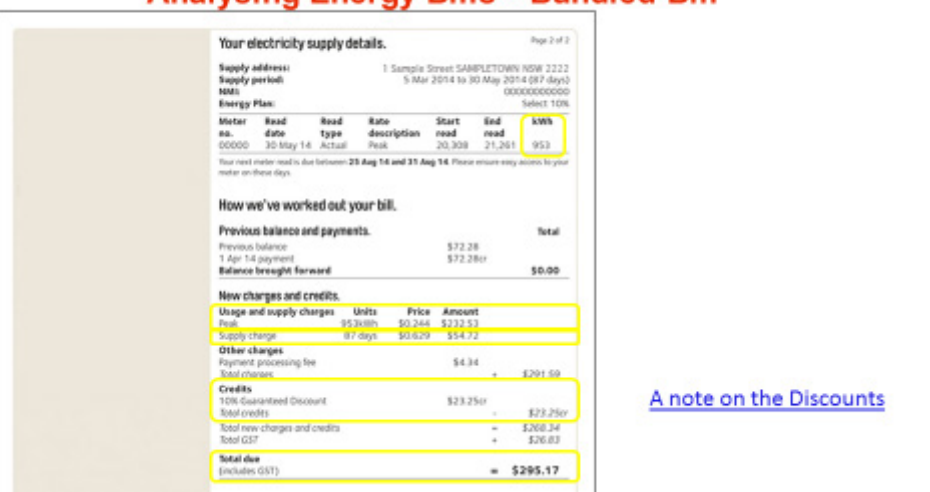 Analysing Energy Bills - Bundled Bill
Your electricity supply details.
Page 2 of 2
Supply address: 1 Sample Street SAMPLETOWN NSW 2222
Supply period: 5 Mar 2014 to 30 May 2014 (87 days)
NMI: 00000000000
Energy Plan: Select 10%
Meter no. Read date Read type Rate description Start read End read kWh
00000 30 May 14 Actual Peak 20,308 21,261 953
Your next meter read is due between 25 Aug 14 and 31 Aug 14. Please ensure easy access to your
meter on these days.
How we've worked out your bill.
Previous balance and payments. Total
Previous balance $72.28
1 Apr 14 payment $72.28cr
Balance brought forward $0.00
New charges and credits.
Usage and supply charges Units Price Amount
Peak 953kWh $0.244 $232.53
Supply charge 87 days $0.629 $54.72
Other charges
Payment processing fee $4.34
Total charges + $291.59
Credits
10% Guaranteed Discount $23.25cr
Total credits - $23.25cr
Total new charges and credits = $268.34
Total GST + $26.83
Total due
(includes GST) = $295.17
A note on the Discounts